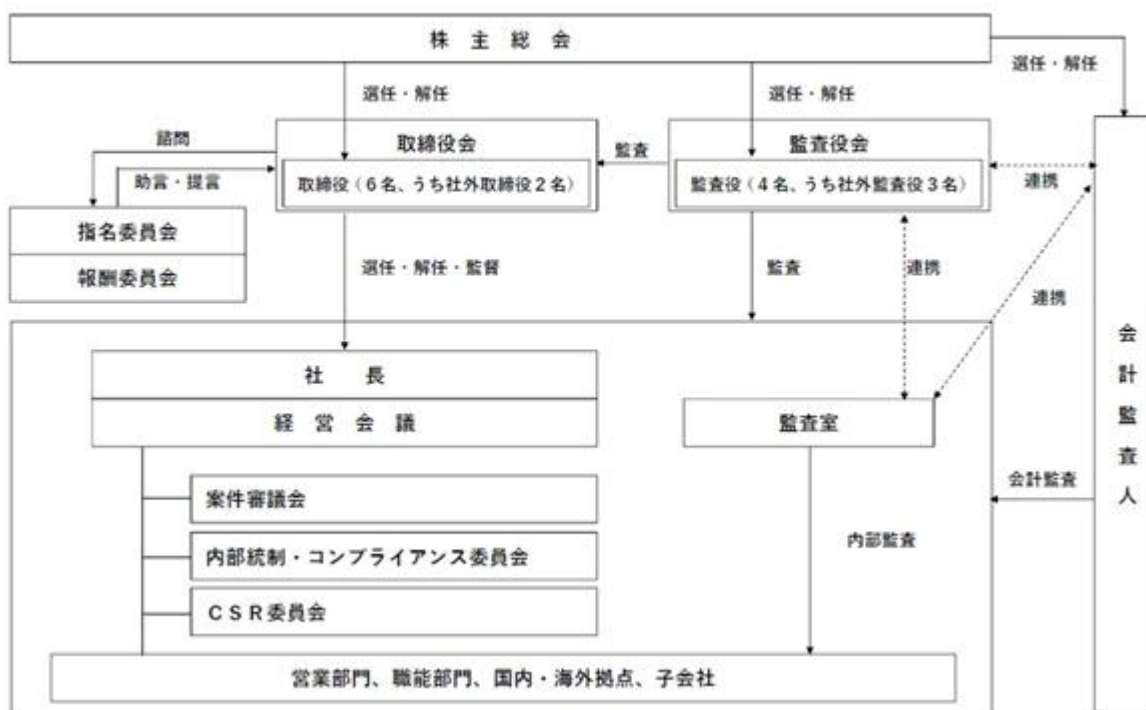 株主総会
選任・解任
選任・解任
選任・解任
諮問
助言・提言
取締役会
取締役(6名、うち社外取締役2名)
監査
監査役会
監査役(4名、うち社外監査役3名)
連携
指名委員会
報酬委員会
選任・解任・監督
監査
連携
連携
会計監査人
社長
経営会議
監査室
案件審議会
内部統制・コンプライアンス委員会
CSR委員会
会計監査
内部監査
営業部門、職能部門、国内・海外拠点、子会社